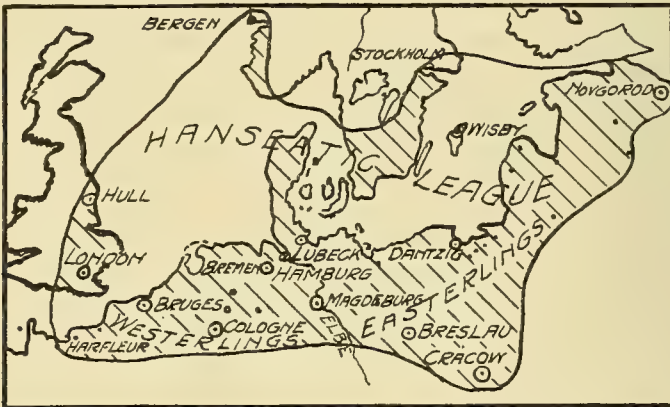 BERGEN
STOCKHOLM
NOVGOROD
WISBY
HANSEATIC
LEAGUE
HULL
LONDON
LUBECK
DANTZIG
BREMEN
HAMBURG
BRUGES
MAGDEBURG
EASTERLINGS
WESTERLINGS
COLOGNE
ELBE
BRESLAU
HARFLEUR
CRACOW